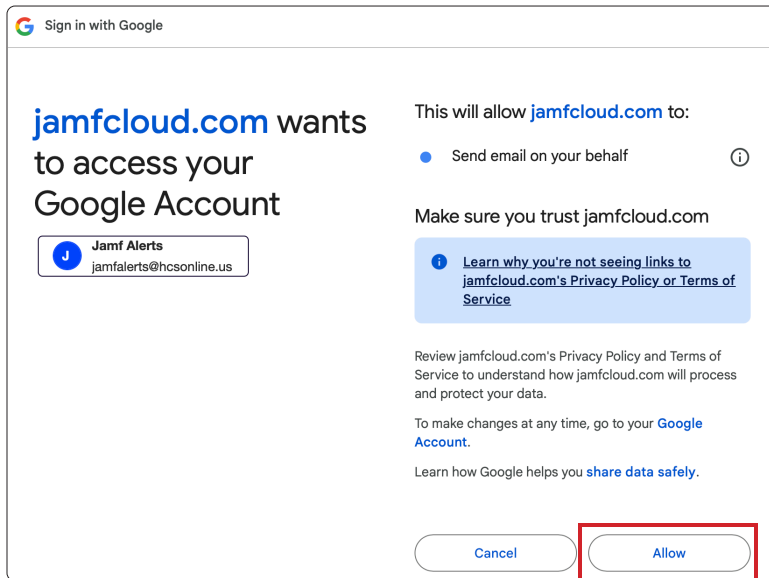 Sign in with Google
jamfcloud.com wants
to access your
Google Account
J
Jamf Alerts
jamfalerts@hcsonline.us
This will allow jamfcloud.com to:
Send email on your behalf
Make sure you trust jamfcloud.com
Learn why you're not seeing links to
jamfcloud.com's Privacy Policy or Terms of
Service
Review jamfcloud.com's Privacy Policy and Terms of
Service to understand how jamfcloud.com will process
and protect your data.
To make changes at any time, go to your Google
Account.
Learn how Google helps you share data safely.
Cancel
Allow